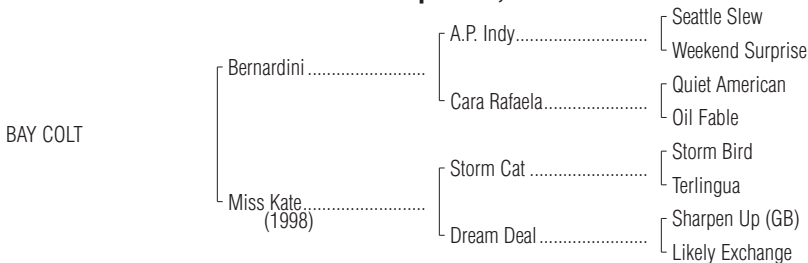 Seattle Slew
A.P. Indy
Weekend Surprise
Bernardini
Quiet American
Cara Rafaela
Oil Fable
BAY COLT
Storm Bird
Storm Cat
Terlingua
Miss Kate
(1998)
Sharpen Up (GB)
Dream Deal
Likely Exchange